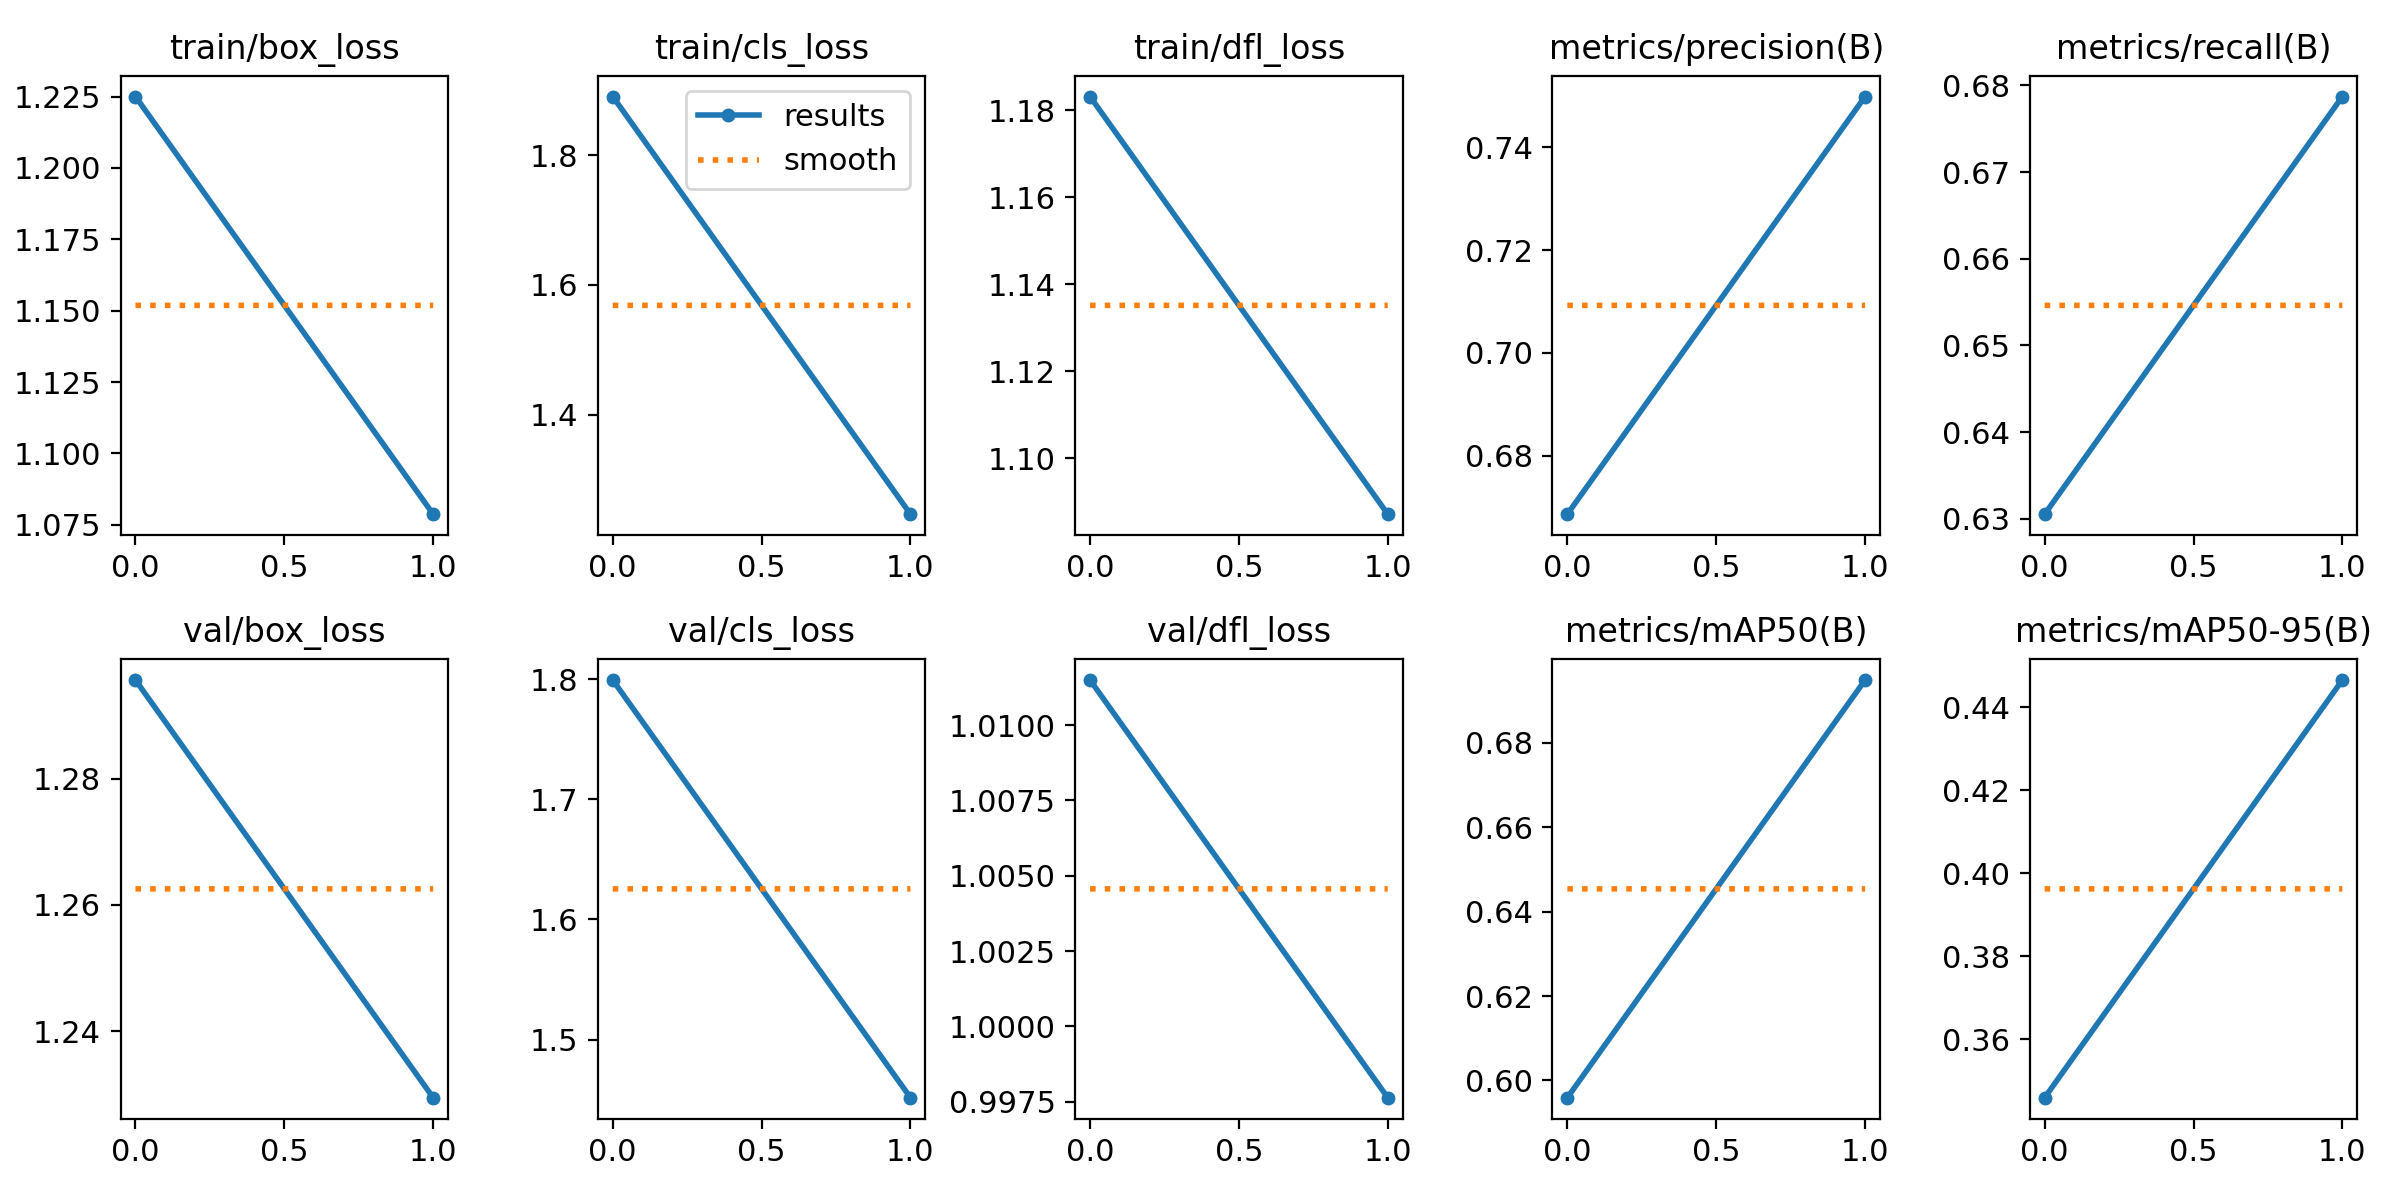 train/box_loss
1.225
1.200
1.175
1.150
1.125
1.100
1.075
0.0 0.5 1.0
train/cls_loss
results
smooth
1.8
1.6
1.4
0.0 0.5 1.0
train/dfl_loss
1.18
1.16
1.14
1.12
1.10
0.0 0.5 1.0
metrics/precision(B)
0.74
0.72
0.70
0.68
0.0 0.5 1.0
metrics/recall(B)
0.68
0.67
0.66
0.65
0.64
0.63
0.0 0.5 1.0
val/box_loss
1.28
1.26
1.24
0.0 0.5 1.0
val/cls_loss
1.8
1.7
1.6
1.5
0.0 0.5 1.0
val/dfl_loss
1.0100
1.0075
1.0050
1.0025
1.0000
0.9975
0.0 0.5 1.0
metrics/mAP50(B)
0.68
0.66
0.64
0.62
0.60
0.0 0.5 1.0
metrics/mAP50-95(B)
0.44
0.42
0.40
0.38
0.36
0.0 0.5 1.0